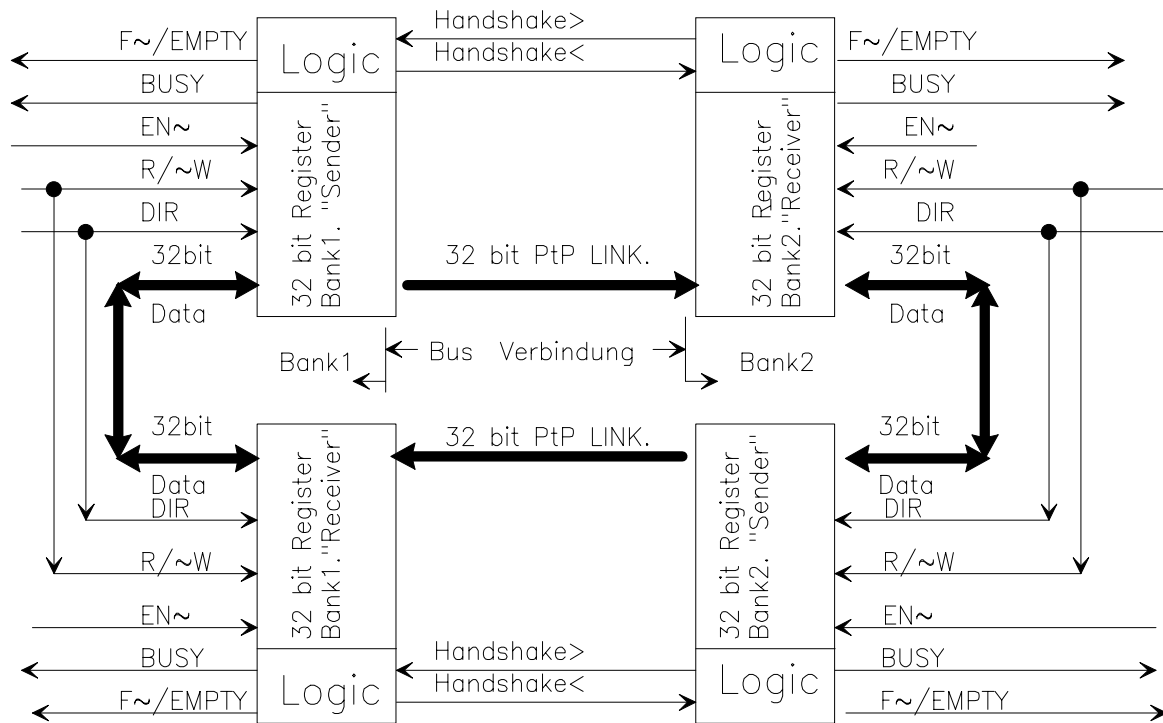 F~/EMPTY
BUSY
EN~
R/~W
DIR
32bit
Data
Logic
32 bit Register
Bank1. "Sender"
Handshake>
Handshake<
32 bit PtP LINK.
Logic
32 bit Register
Bank2."Receiver"
F~/EMPTY
BUSY
EN~
R/~W
DIR
32bit
Data
Bank1
Bus Verbindung
Bank2
32bit
Data
DIR
R/~W
EN~
BUSY
F~/EMPTY
32 bit Register
Bank1."Receiver"
Logic
32 bit PtP LINK.
Handshake>
Handshake<
32 bit Register
Bank2. "Sender"
Logic
32bit
Data
DIR
R/~W
EN~
BUSY
F~/EMPTY